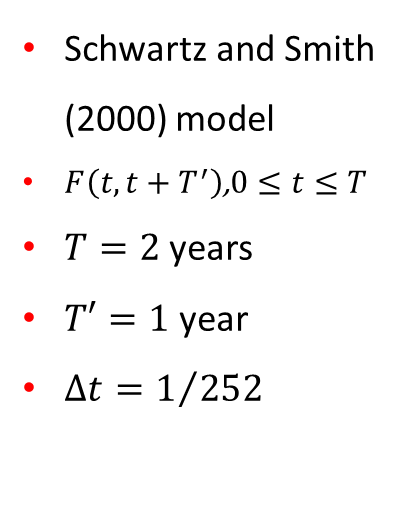 • Schwartz and Smith
(2000) model
• 𝐹(𝑡, 𝑡 + 𝑇′),0 ≤ 𝑡 ≤ 𝑇
• 𝑇 = 2 years
• 𝑇′ = 1 year
• Δ𝑡 = 1/252